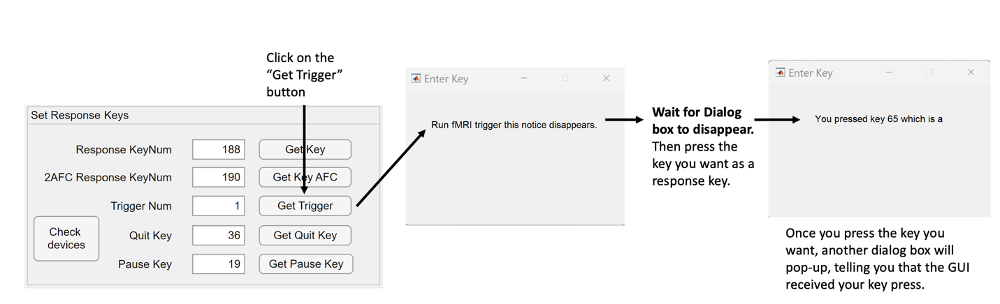 Click on the
“Get Trigger”
button
Set Response Keys
Response KeyNum 188 Get Key
2AFC Response KeyNum 190 Get Key AFC
Trigger Num 1 Get Trigger
Check
devices
Quit Key 36 Get Quit Key
Pause Key 19 Get Pause Key
Enter Key
Run fMRI trigger this notice disappears.
Wait for Dialog
box to disappear.
Then press the
key you want as a
response key.
Enter Key
You pressed key 65 which is a
Once you press the key you
want, another dialog box will
pop-up, telling you that the GUI
received your key press.